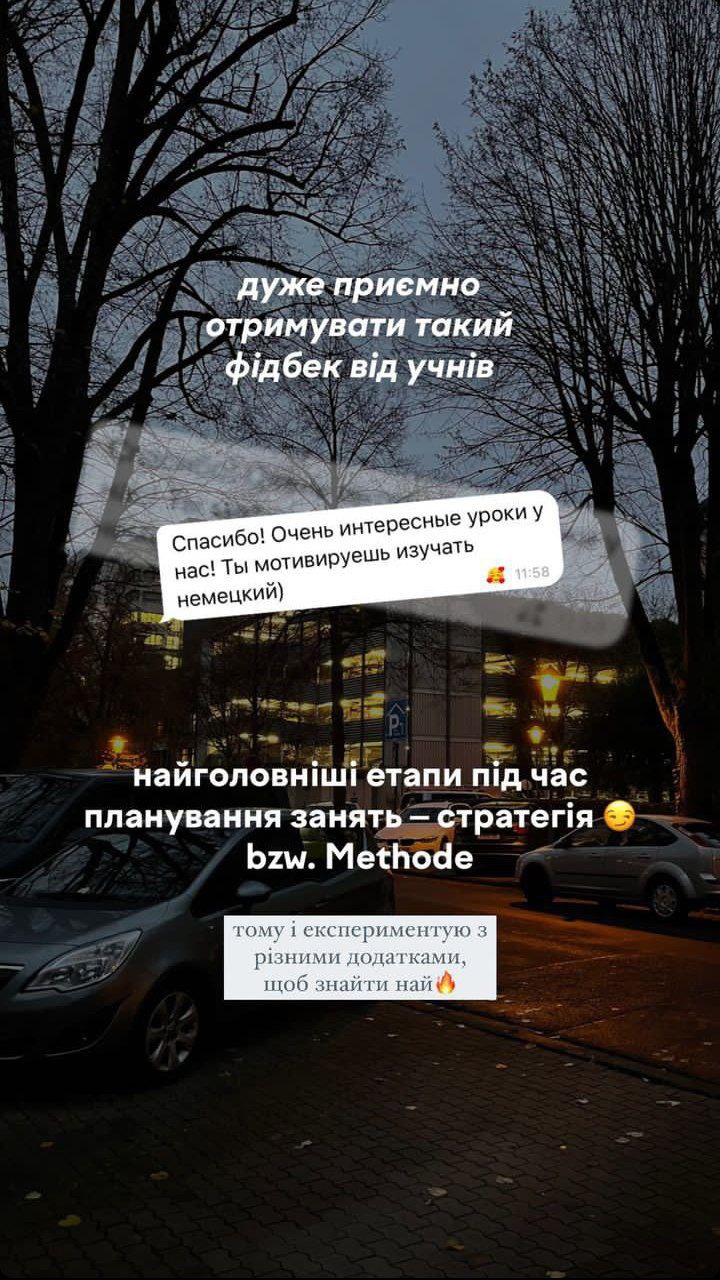 дуже приємно
отримувати такий
фідбек від учнів
Спасибо! Очень интересные уроки у
нас! Ты мотивируешь изучать
немецкий)
🥰 11:58
P
найголовніші етапи під час
планування занять – стратегія 😏
bzw. Methode
тому і експериментую з
різними додатками,
щоб знайти най🔥